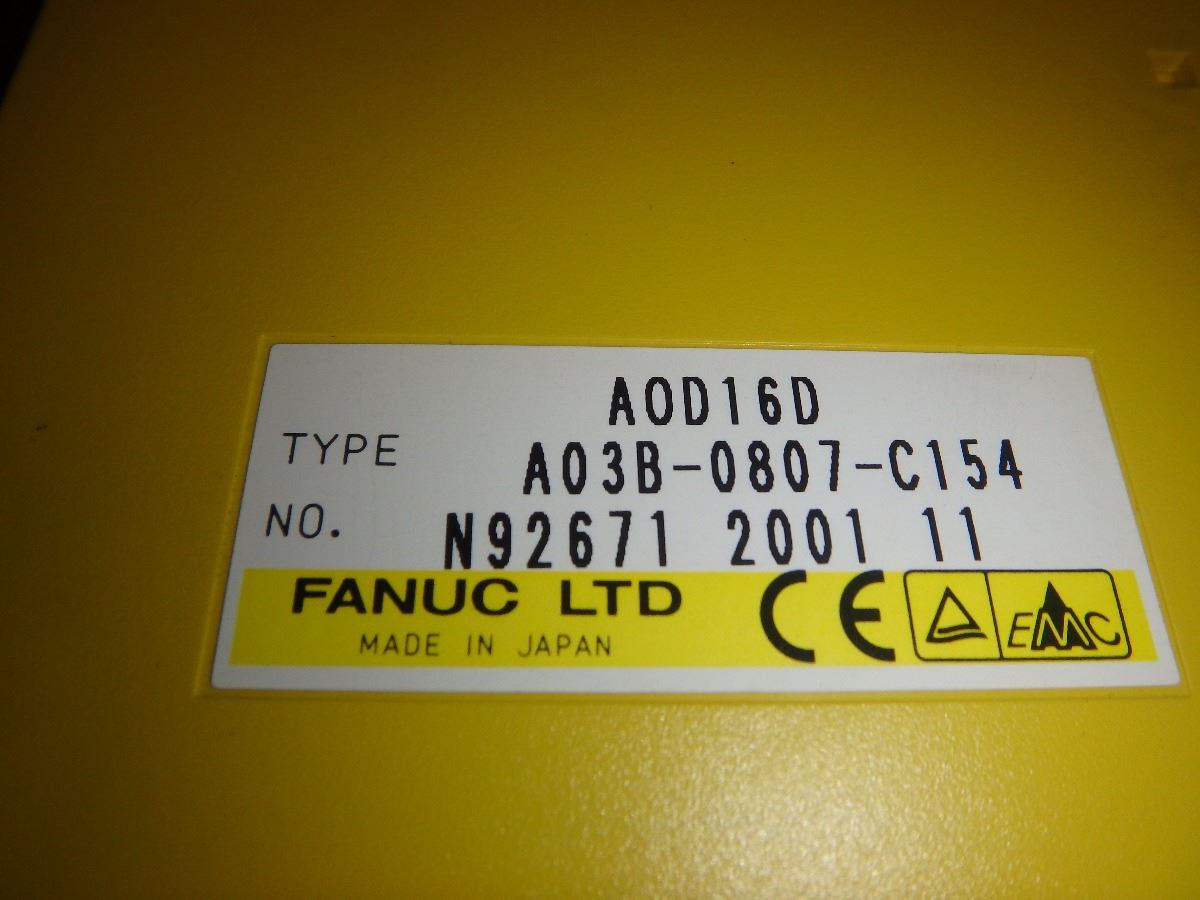 AOD16D
TYPE A03B-0807-C154
NO. N92671 2001 11
FANUC LTD CE EMC
MADE IN JAPAN